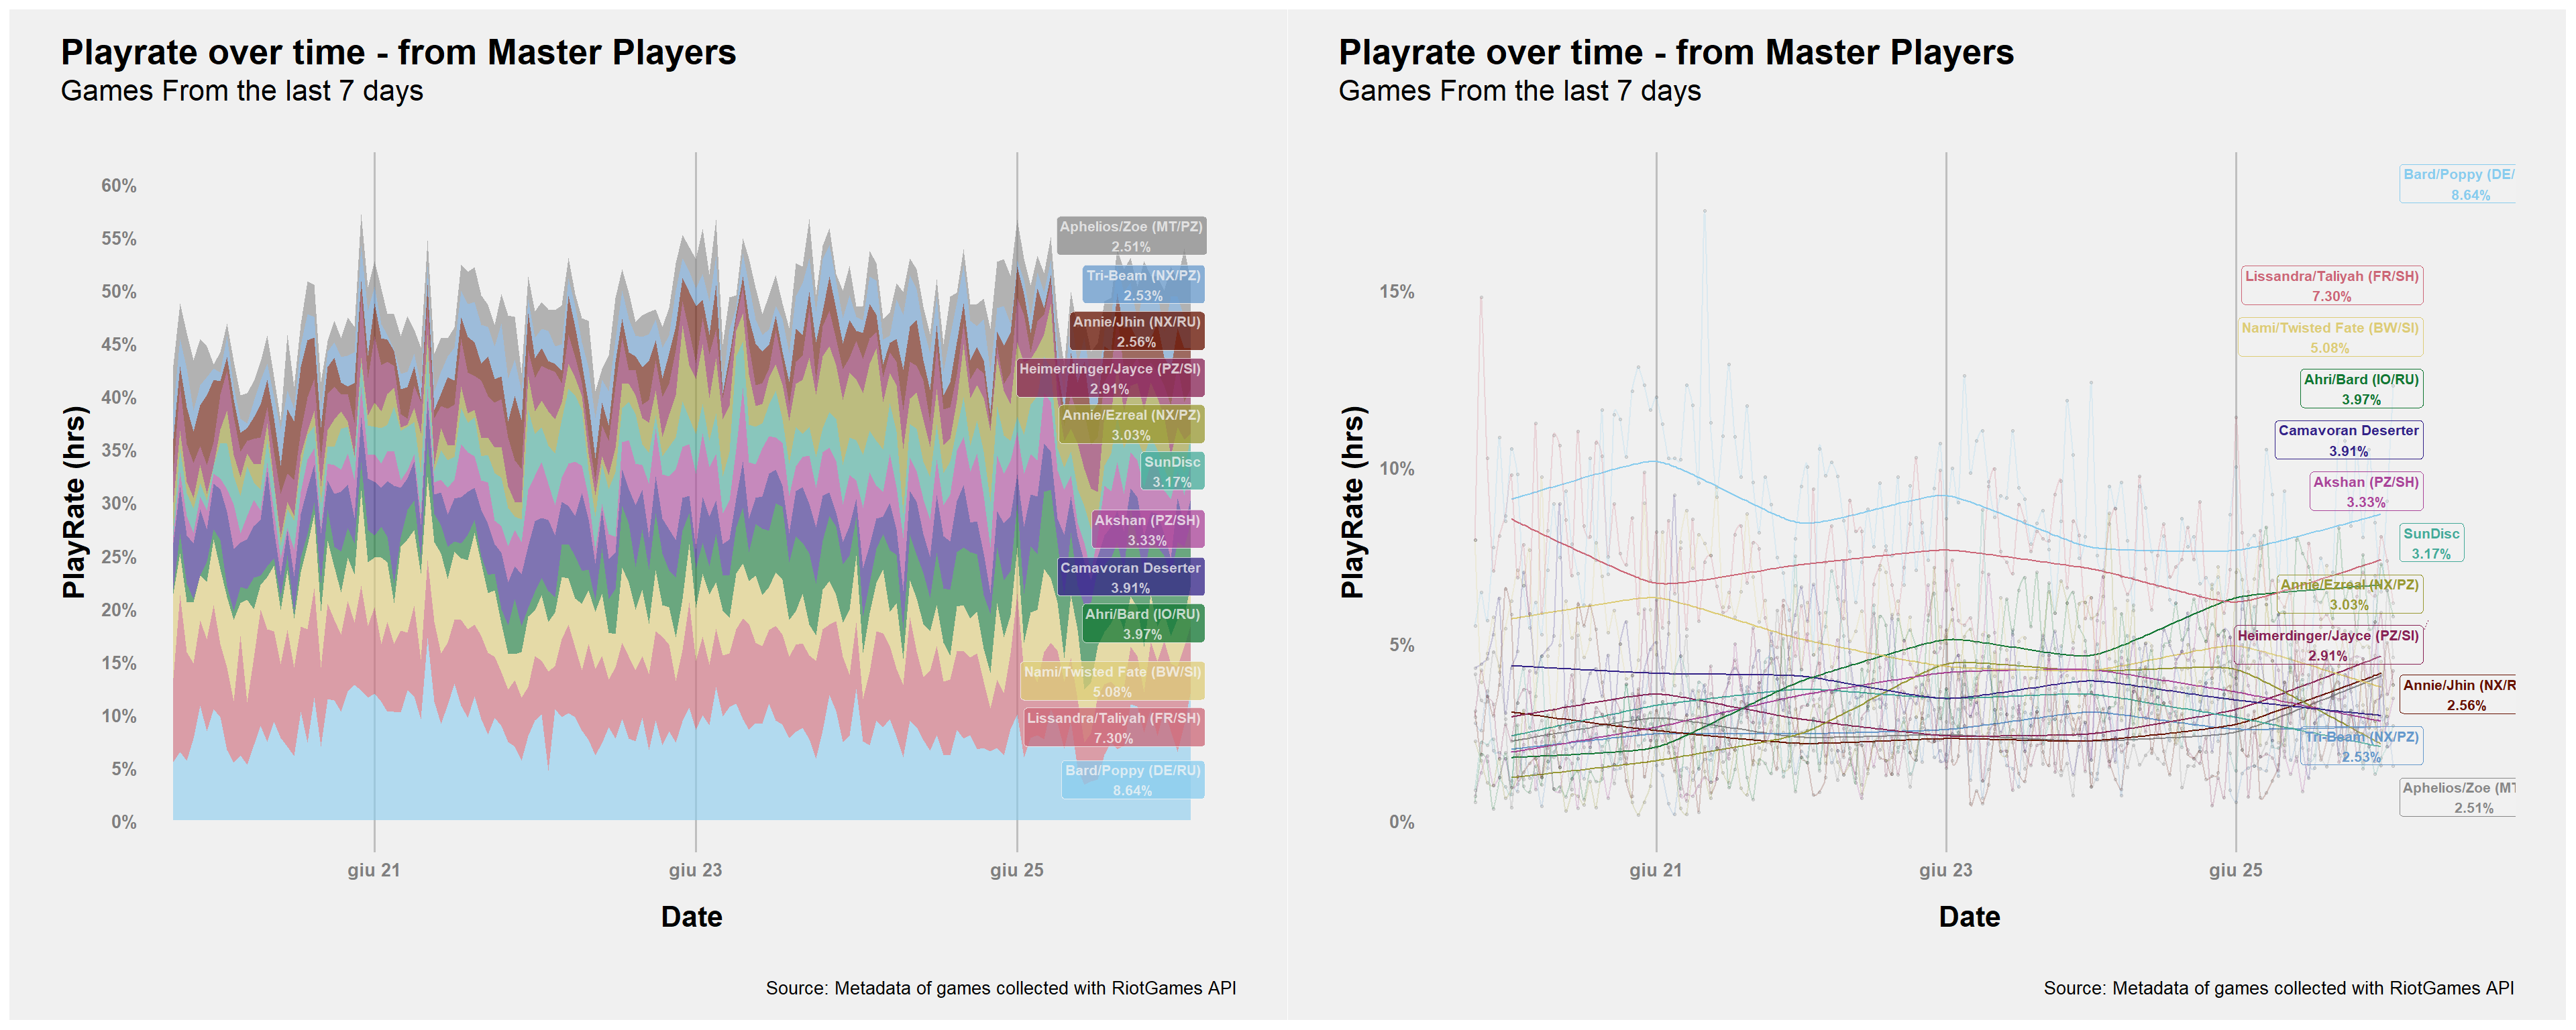 Playrate over time - from Master Players
Games From the last 7 days
PlayRate (hrs)
60%
55%
50%
45%
40%
35%
30%
25%
20%
15%
10%
5%
0%
Aphelios/Zoe (MT/PZ)
2.51%
Tri-Beam (NX/PZ)
2.53%
Annie/Jhin (NX/RU)
2.56%
Heimerdinger/Jayce (PZ/SI)
2.91%
Annie/Ezreal (NX/PZ)
3.03%
SunDisc
3.17%
Akshan (PZ/SH)
3.33%
Camavoran Deserter
3.91%
Ahri/Bard (IO/RU)
3.97%
Nami/Twisted Fate (BW/SI)
5.08%
Lissandra/Taliyah (FR/SH)
7.30%
Bard/Poppy (DE/RU)
8.64%
giu 21
giu 23
giu 25
Date
Source: Metadata of games collected with RiotGames API
Playrate over time - from Master Players
Games From the last 7 days
PlayRate (hrs)
15%
10%
5%
0%
Bard/Poppy (DE/
8.64%
Lissandra/Taliyah (FR/SH)
7.30%
Nami/Twisted Fate (BW/SI)
5.08%
Ahri/Bard (IO/RU)
3.97%
Camavoran Deserter
3.91%
Akshan (PZ/SH)
3.33%
SunDisc
3.17%
Annie/Ezreal (NX/PZ)
3.03%
Heimerdinger/Jayce (PZ/SI)
2.91%
Annie/Jhin (NX/R
2.56%
Tri-Beam (NX/PZ)
2.53%
Aphelios/Zoe (MT
2.51%
giu 21
giu 23
giu 25
Date
Source: Metadata of games collected with RiotGames API